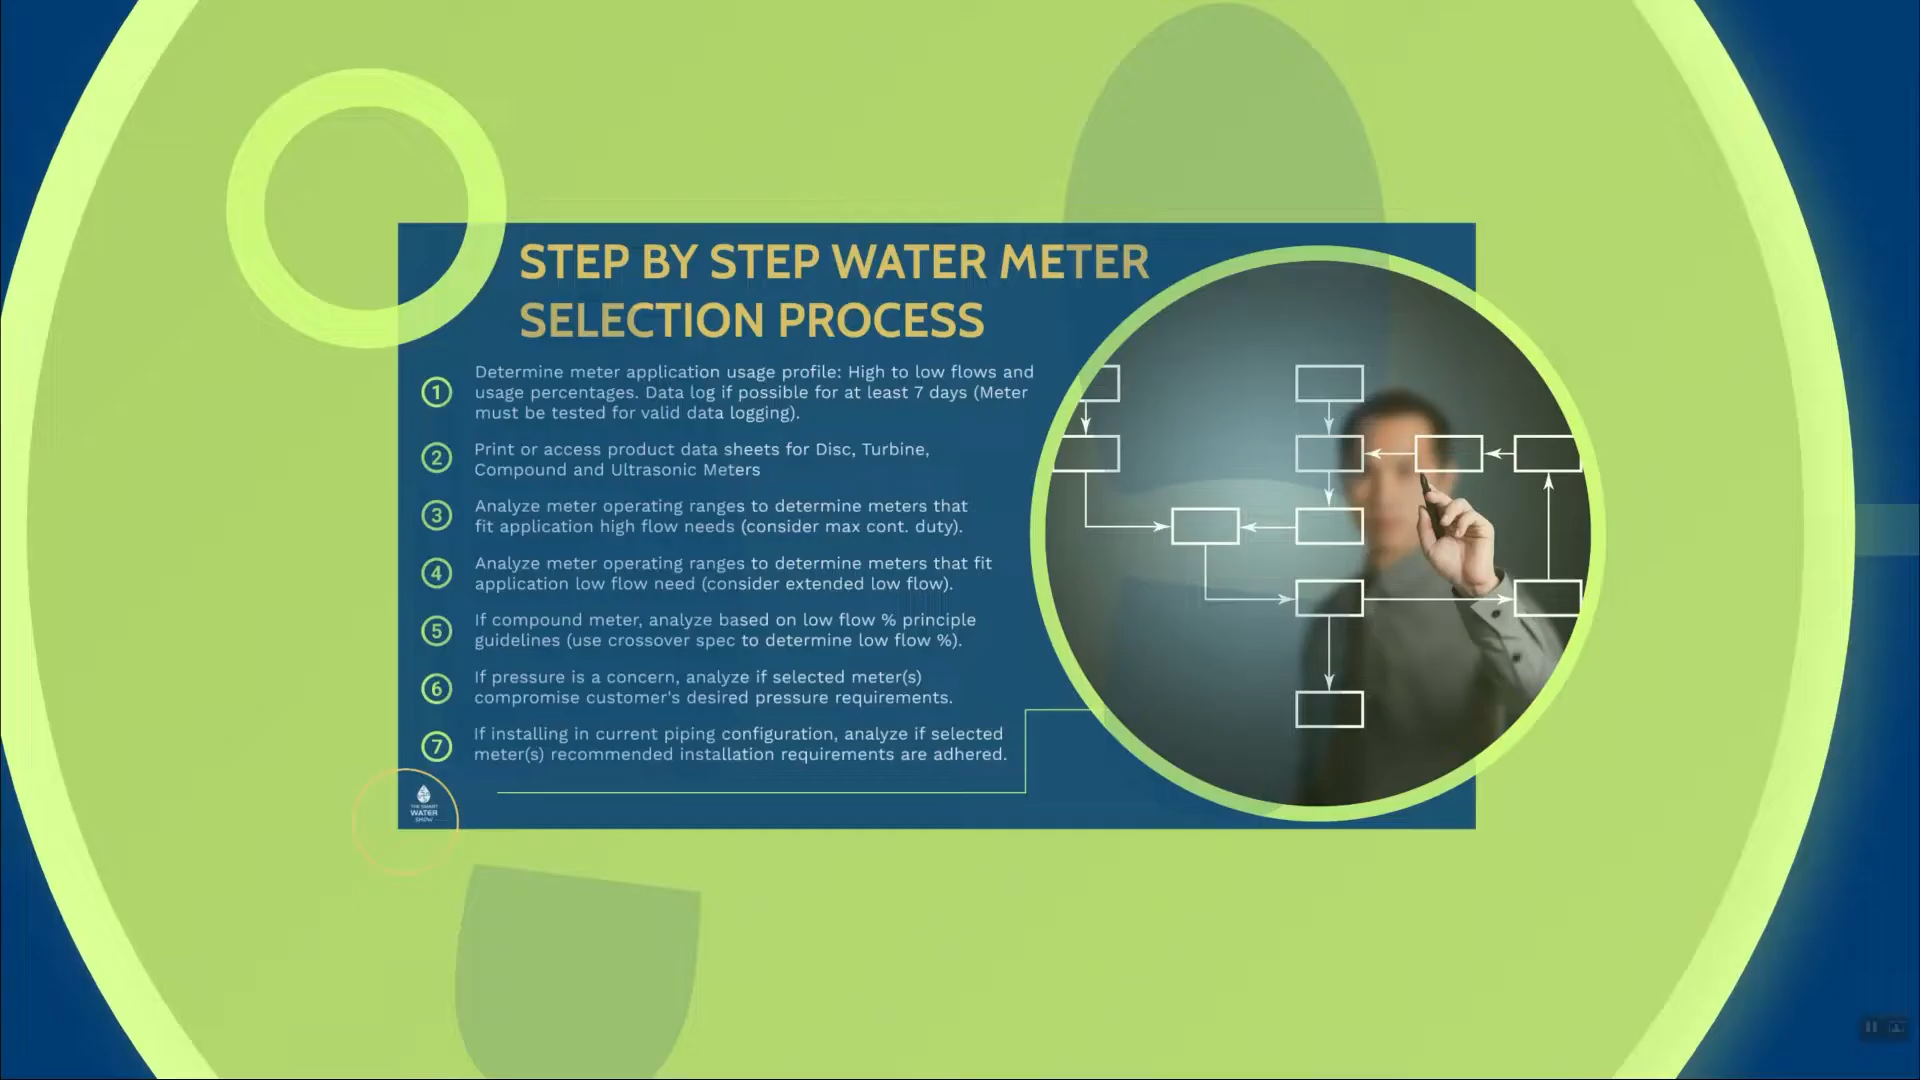 STEP BY STEP WATER METER
SELECTION PROCESS
1 Determine meter application usage profile: High to low flows and
usage percentages. Data log if possible for at least 7 days (Meter
must be tested for valid data logging).
2 Print or access product data sheets for Disc, Turbine,
Compound and Ultrasonic Meters
3 Analyze meter operating ranges to determine meters that
fit application high flow needs (consider max cont. duty).
4 Analyze meter operating ranges to determine meters that fit
application low flow need (consider extended low flow).
5 If compound meter, analyze based on low flow % principle
guidelines (use crossover spec to determine low flow %).
6 If pressure is a concern, analyze if selected meter(s)
compromise customer's desired pressure requirements.
7 If installing in current piping configuration, analyze if selected
meter(s) recommended installation requirements are adhered.
THE SMART
WATER
SHOW